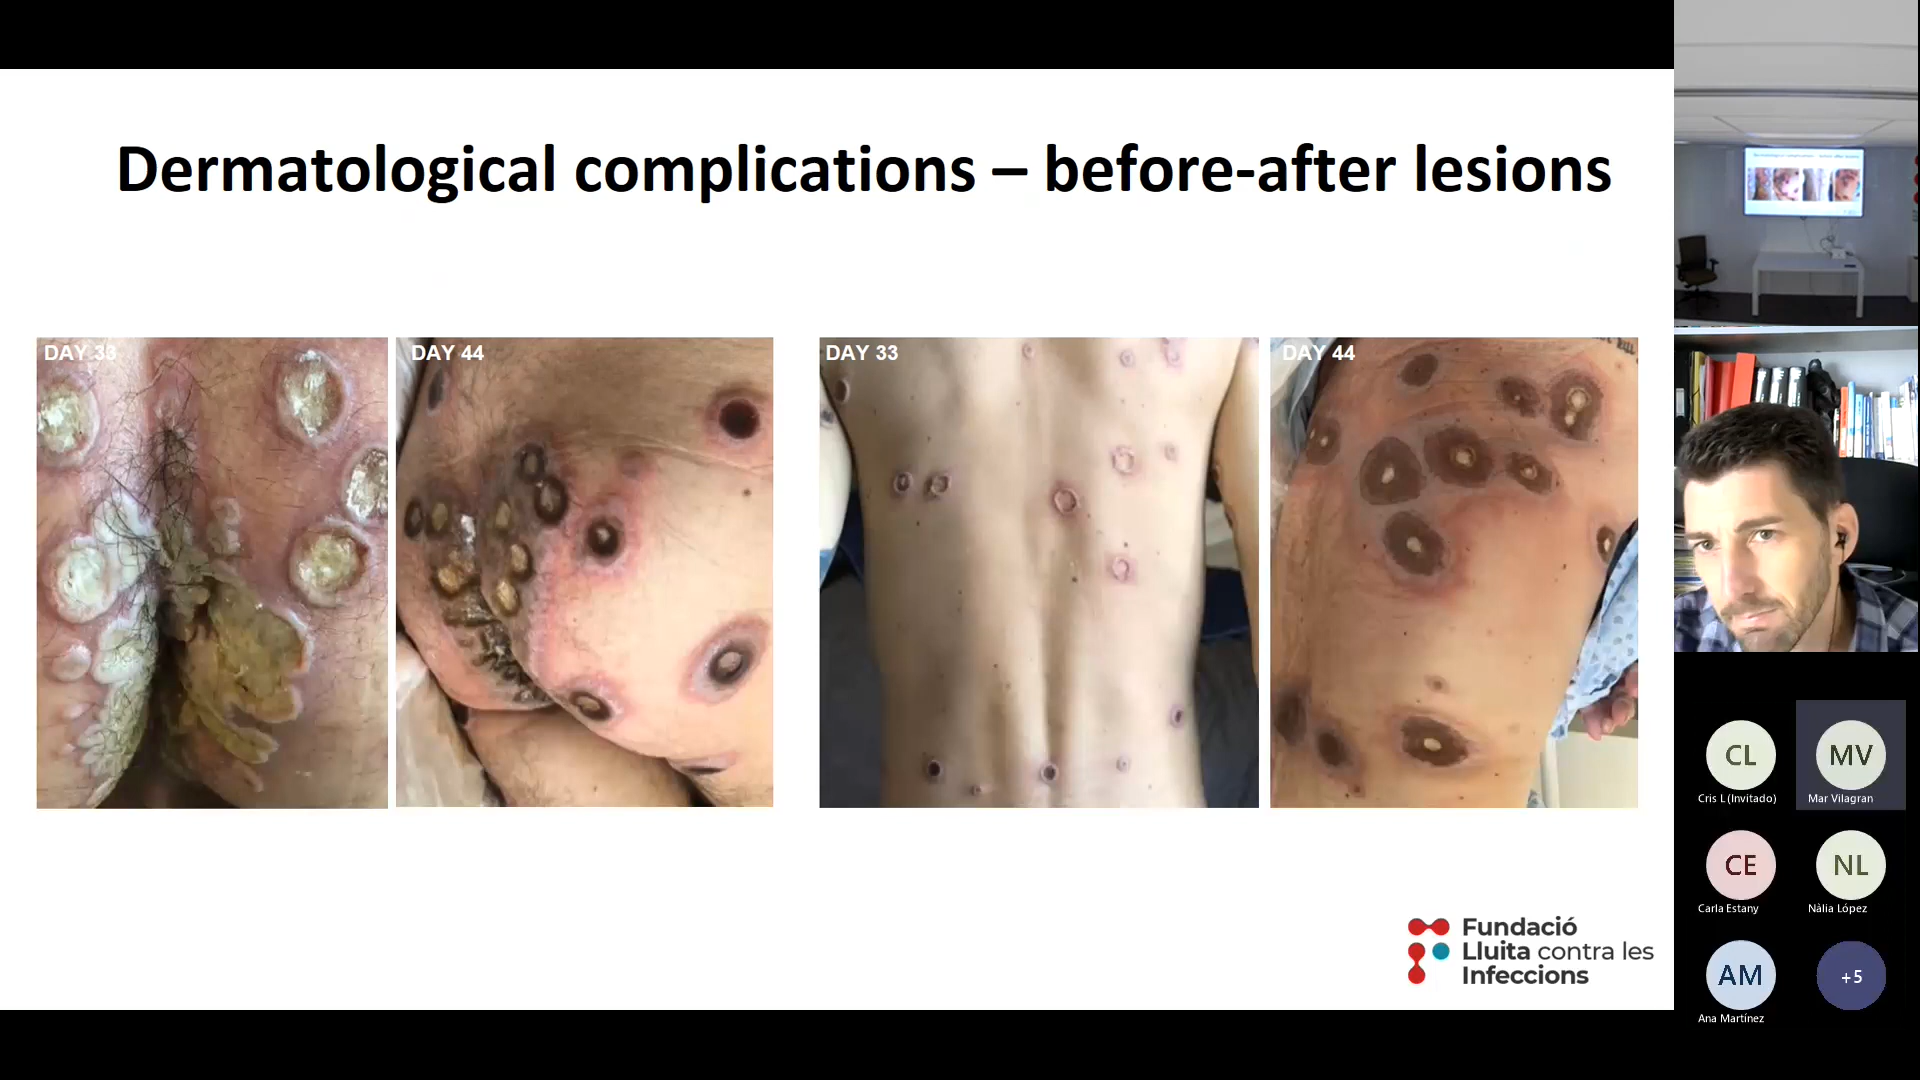 Dermatological complications – before-after lesions
DAY 33
DAY 44
DAY 33
DAY 44
Fundació
Lluita contra les
Infeccions
CL
Cris L (Invitado)
MV
Mar Vilagran
CE
Carla Estany
NL
Nàlia López
AM
Ana Martínez
+5